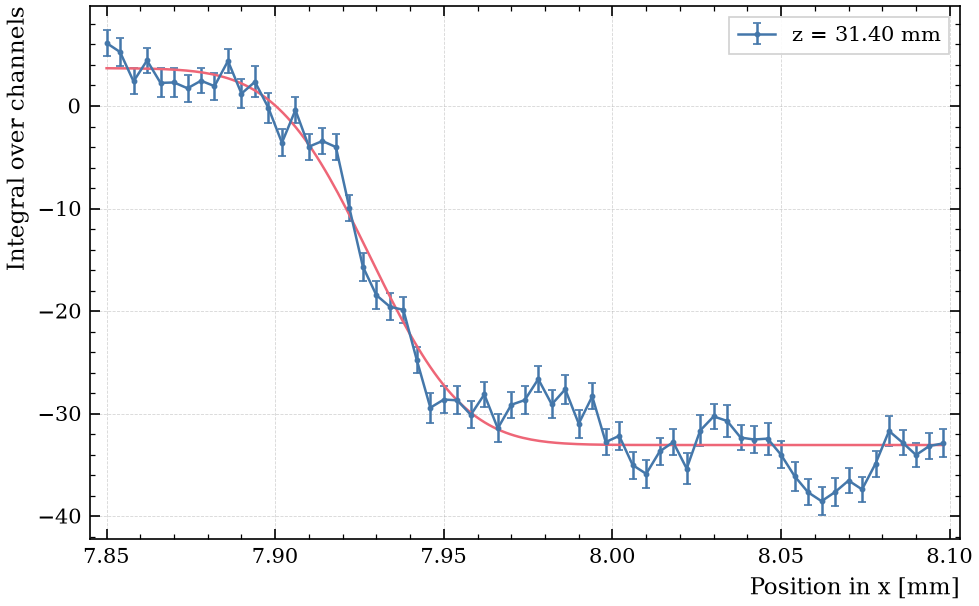 Integral over channels
z = 31.40 mm
0
−10
−20
−30
−40
7.85 7.90 7.95 8.00 8.05 8.10
Position in x [mm]